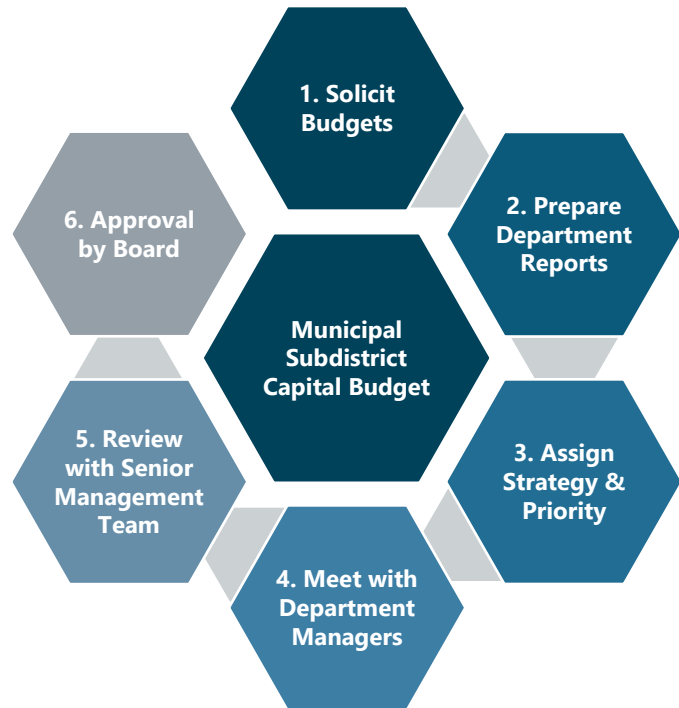 1. Solicit
Budgets
2. Prepare
Department
Reports
3. Assign
Strategy &
Priority
4. Meet with
Department
Managers
5. Review
with Senior
Management
Team
6. Approval
by Board
Municipal
Subdistrict
Capital Budget